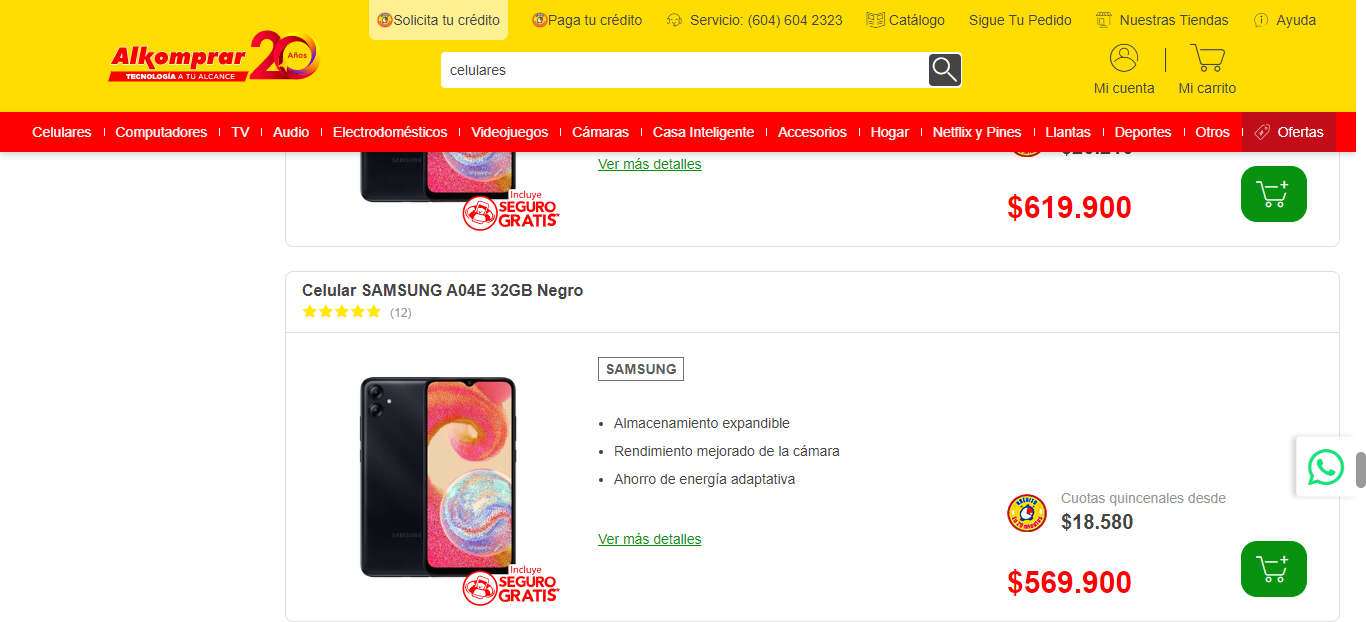 Solicita tu crédito
Paga tu crédito
Servicio: (604) 604 2323
Catálogo
Sigue Tu Pedido
Nuestras Tiendas
Ayuda
Alkomprar 20 Años
TECNOLOGÍA A TU ALCANCE
celulares
Mi cuenta
Mi carrito
Celulares
Computadores
TV
Audio
Electrodomésticos
Videojuegos
Cámaras
Casa Inteligente
Accesorios
Hogar
Netflix y Pines
Llantas
Deportes
Otros
Ofertas
SAMSUNG
Ver más detalles
Incluye
SEGURO
GRATIS*
$619.900
Celular SAMSUNG A04E 32GB Negro
(12)
SAMSUNG
Almacenamiento expandible
Rendimiento mejorado de la cámara
Ahorro de energía adaptativa
Ver más detalles
SAMSUNG
Incluye
SEGURO
GRATIS*
Cuotas quincenales desde
$18.580
$569.900